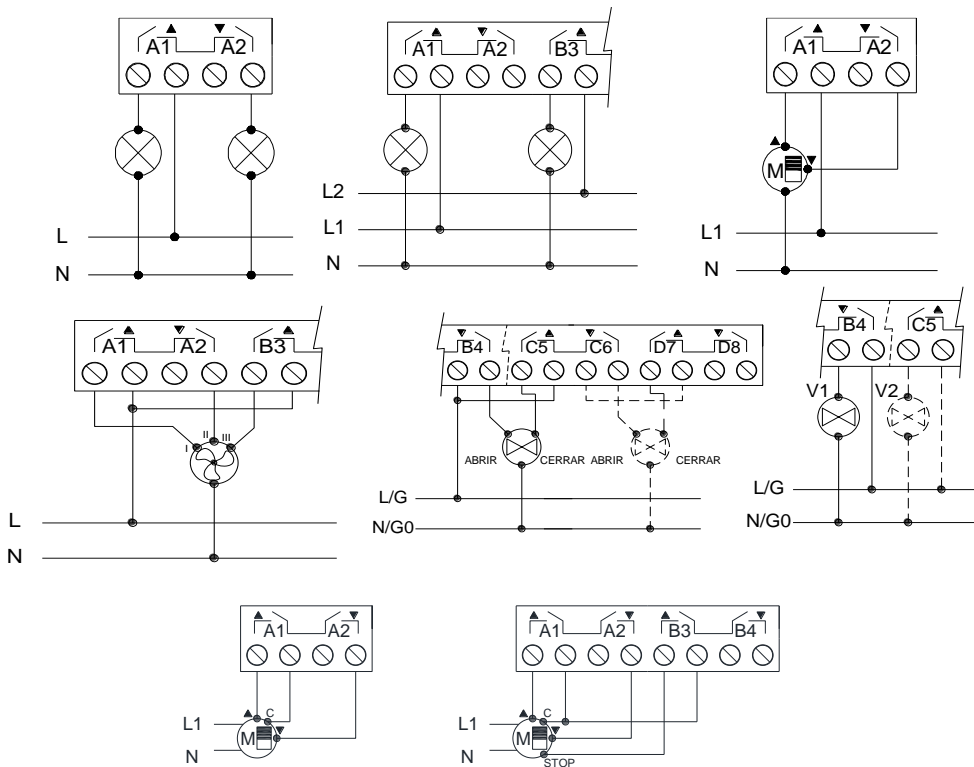 A1 A2
L
N
A1 A2 B3
L2
L1
N
A1 A2
M
L1
N
A1 A2 B3
I II III
L
N
B4 C5 C6 D7 D8
ABRIR CERRAR ABRIR CERRAR
L/G
N/G0
B4 C5
V1 V2
L/G
N/G0
A1 A2
C
L1
M
N
A1 A2 B3 B4
C
L1
M
N
STOP